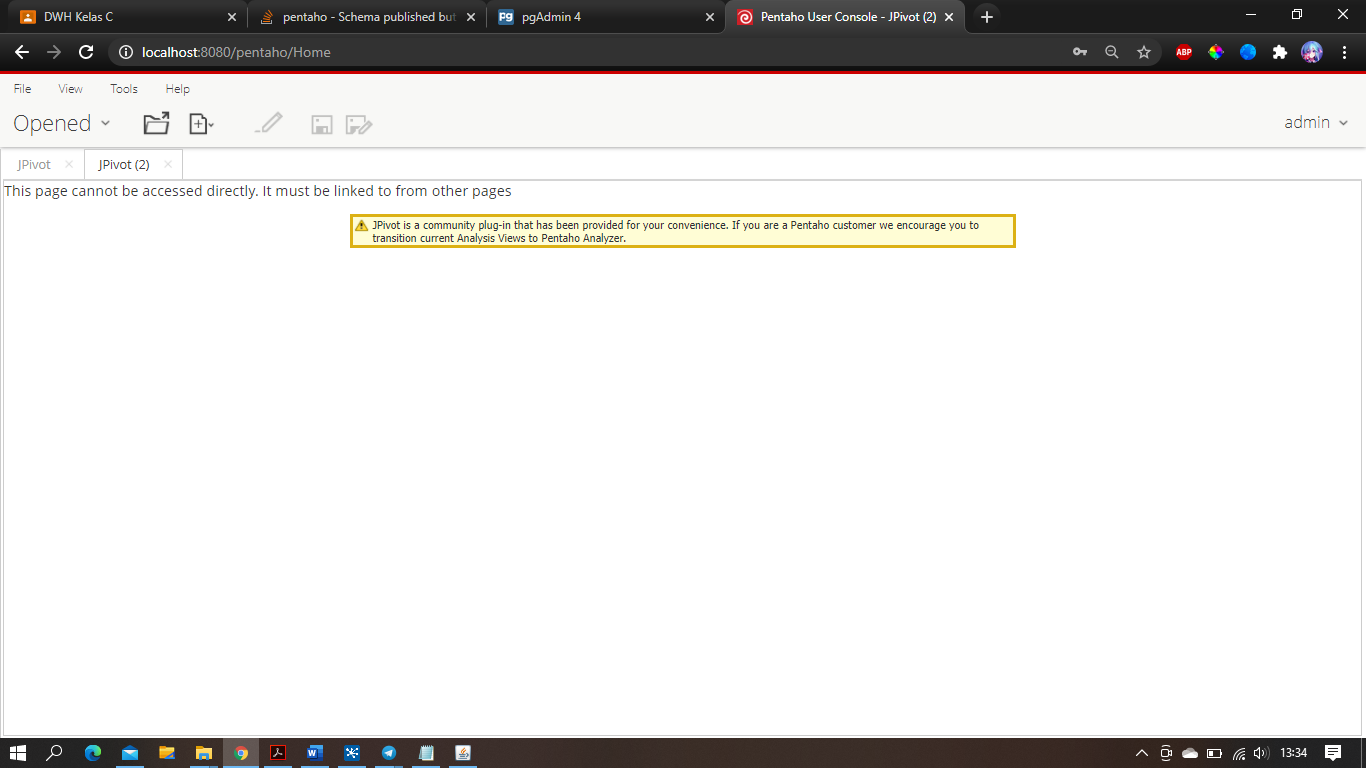 DWH Kelas C
pentaho - Schema published but
pgAdmin 4
Pentaho User Console - JPivot (2)
localhost:8080/pentaho/Home
ABP
File View Tools Help
Opened
admin
JPivot
JPivot (2)
This page cannot be accessed directly. It must be linked to from other pages
JPivot is a community plug-in that has been provided for your convenience. If you are a Pentaho customer we encourage you to
transition current Analysis Views to Pentaho Analyzer.
13:34